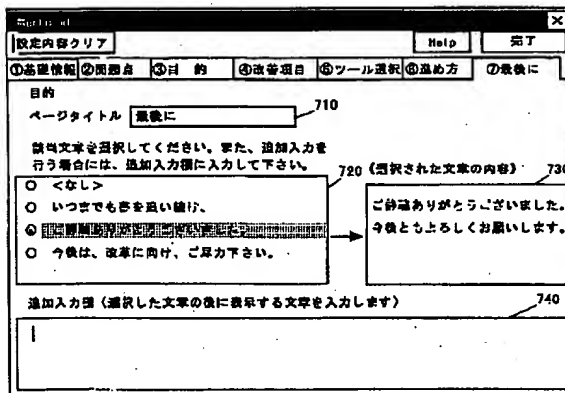 設定内容クリア
Help
完了
①基礎情報 ②問題点 ③目 的 ④改善項目 ⑤ツール選択 ⑥進め方 ⑦最後に
目的
ページタイトル 最後に
710
該当文章を選択してください。また、追加入力を
行う場合には、追加入力欄に入力して下さい。
720 (選択された文章の内容) 730
<なし>
いつまでも夢を追い続け、
今後は、改革に向け、ご尽力下さい。
ご静聴ありがとうございました。
今後ともよろしくお願いします。
追加入力欄(選択した文章の後に表示する文章を入力します)
740